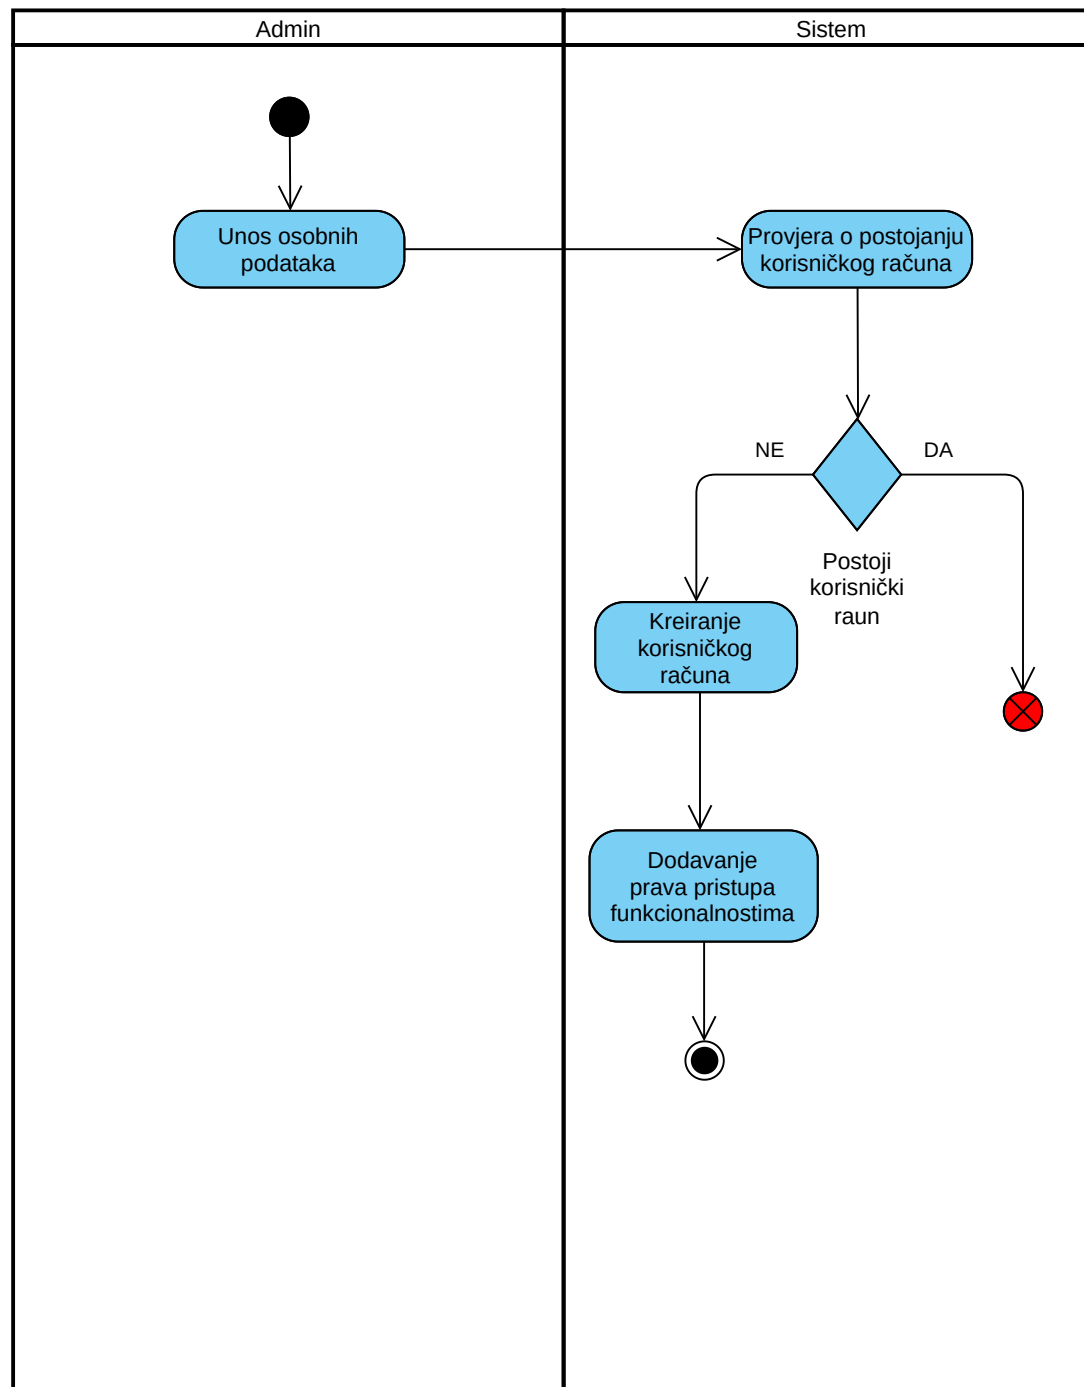 Admin
Sistem
Unos osobnih
podataka
Provjera o postojanju
korisničkog računa
NE
DA
Postoji
korisnički
raun
Kreiranje
korisničkog
računa
Dodavanje
prava pristupa
funkcionalnostima